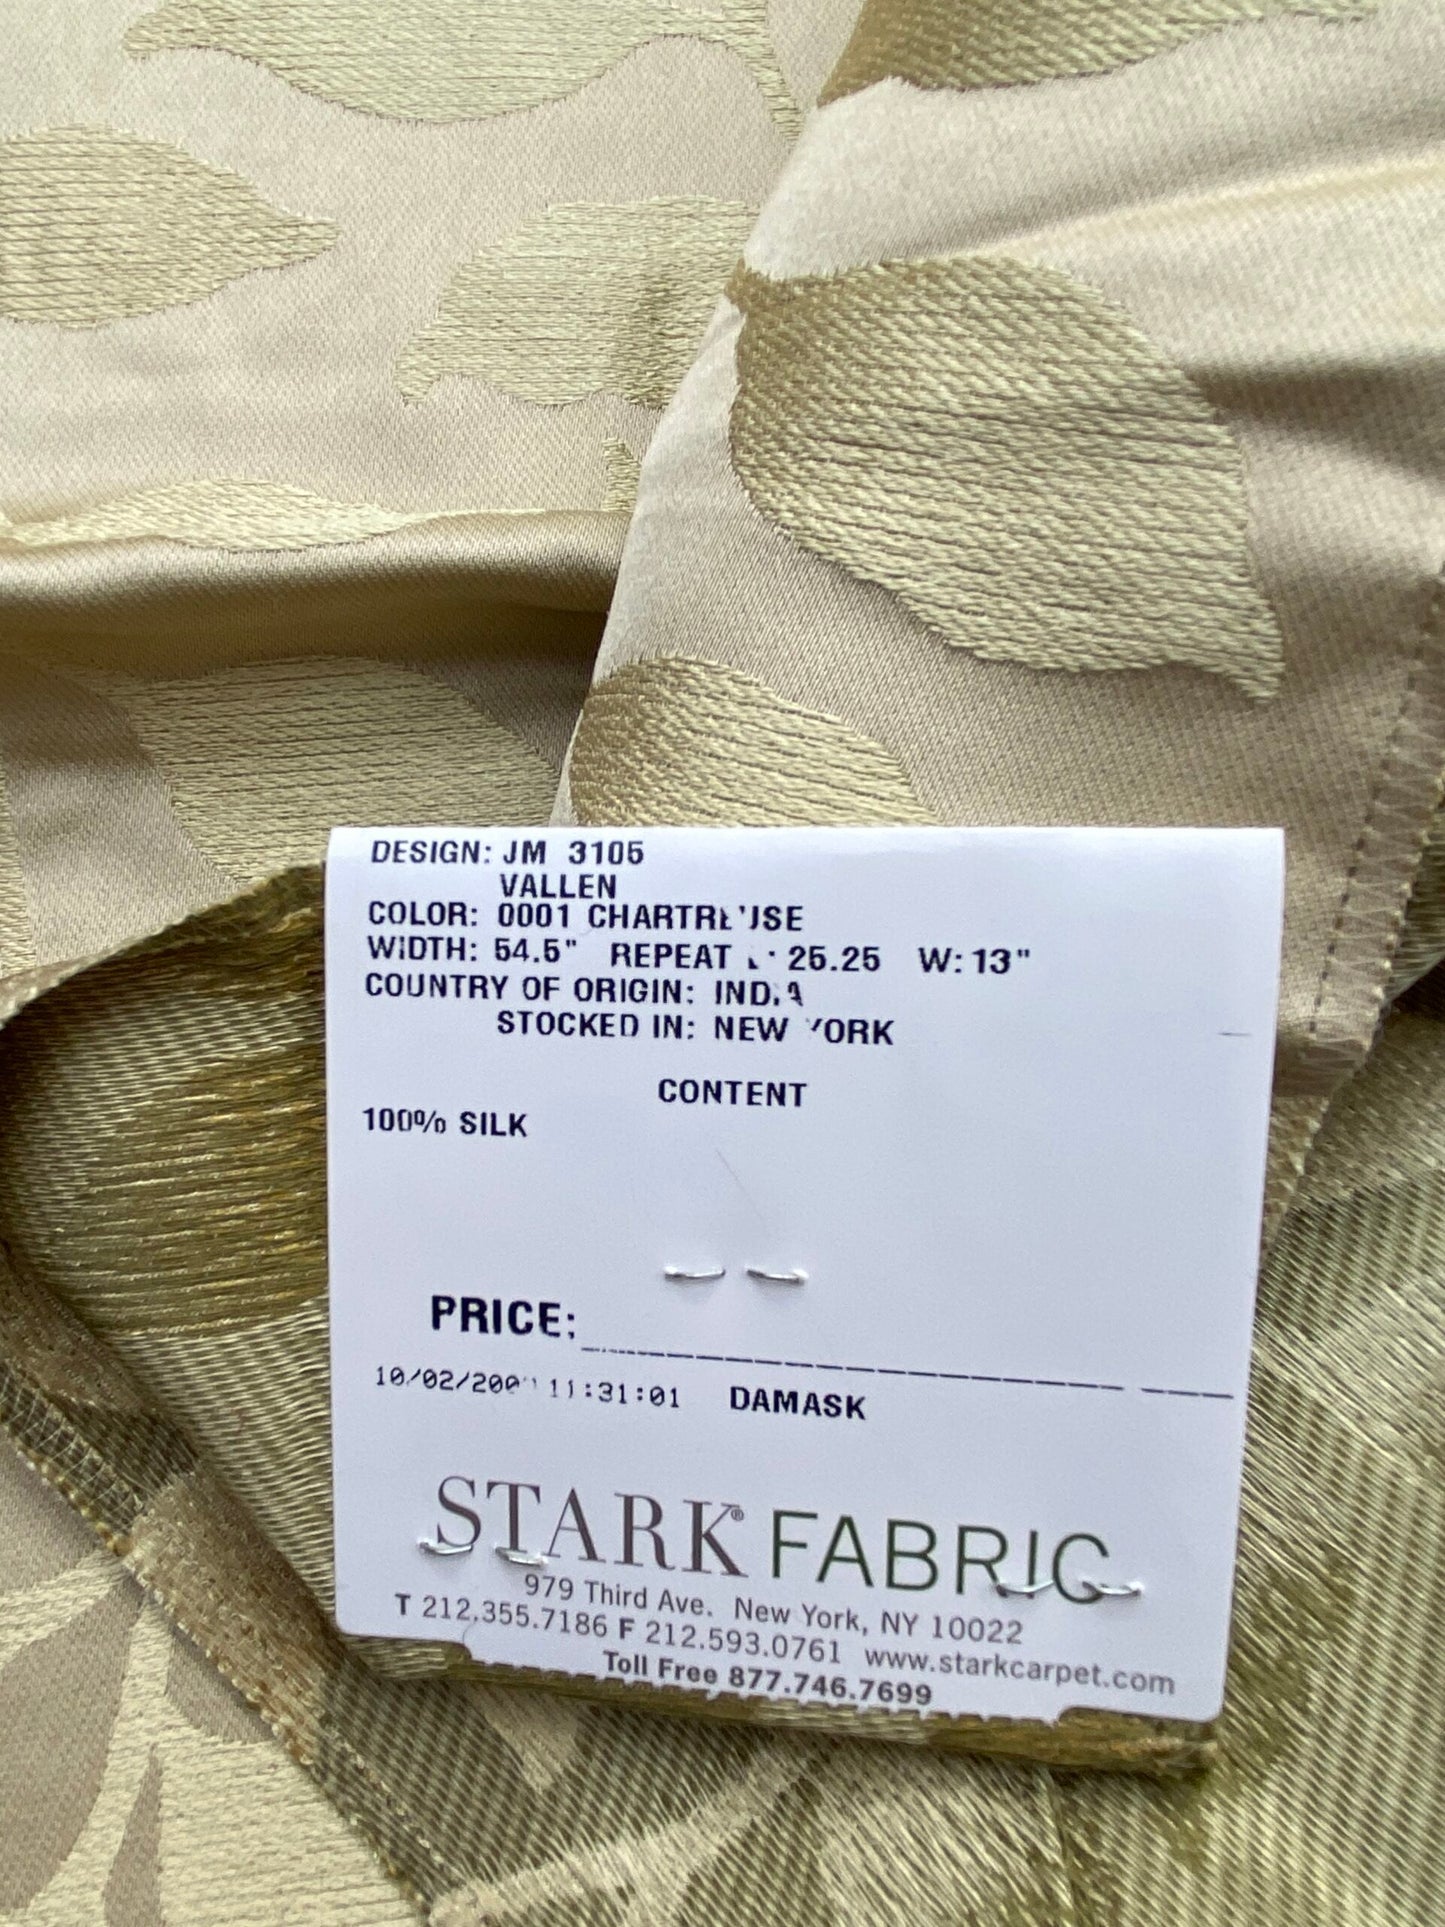 DESIGN: JM 3105
VALLEN
COLOR: 0001 CHARTREUSE
WIDTH: 54.5" REPEAT 25.25 W: 13"
COUNTRY OF ORIGIN: INDIA
STOCKED IN: NEW YORK
CONTENT
100% SILK
PRICE:
11:31:01 DAMASK
STARK® FABRIC
979 Third Ave. New York, NY 10022
T 212.355.7186 F 212.593.0761 www.starkcarpet.com
Toll Free 877.746.7699